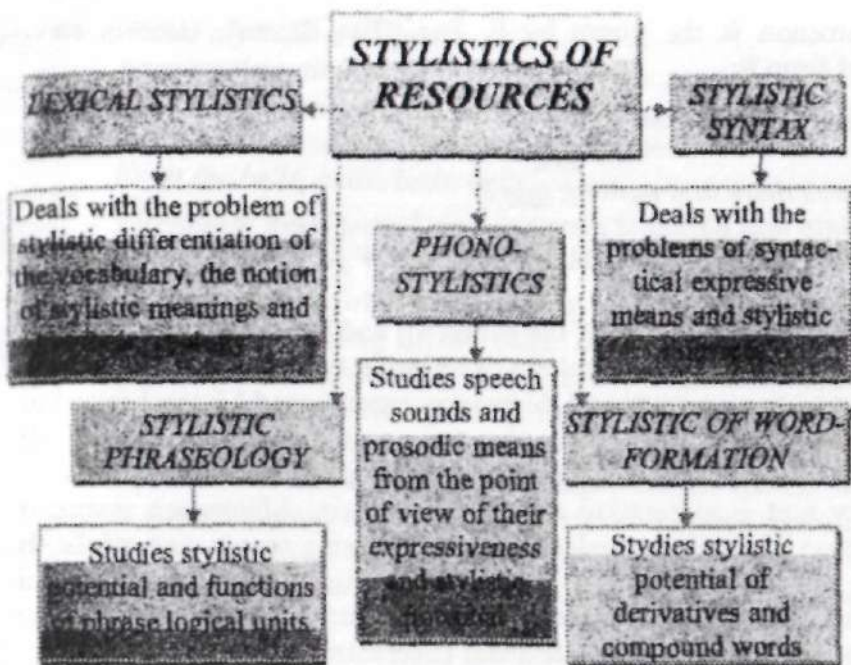 STYLISTICS OF
RESOURCES
LEXICAL STYLISTICS
STYLISTIC
SYNTAX
Deals with the problem of
stylistic differentiation of
the vocabulary, the notion
of stylistic meanings and
PHONO-
STYLISTICS
Deals with the
problems of syntac-
tical expressive
means and stylistic
STYLISTIC
PHRASEOLOGY
Studies speech
sounds and
prosodic means
from the point
of view of their
expressiveness
and stylistic
STYLISTIC OF WORD-
FORMATION
Studies stylistic
potential and functions
of phrase logical units
Stydies stylistic
potential of
derivatives and
compound words